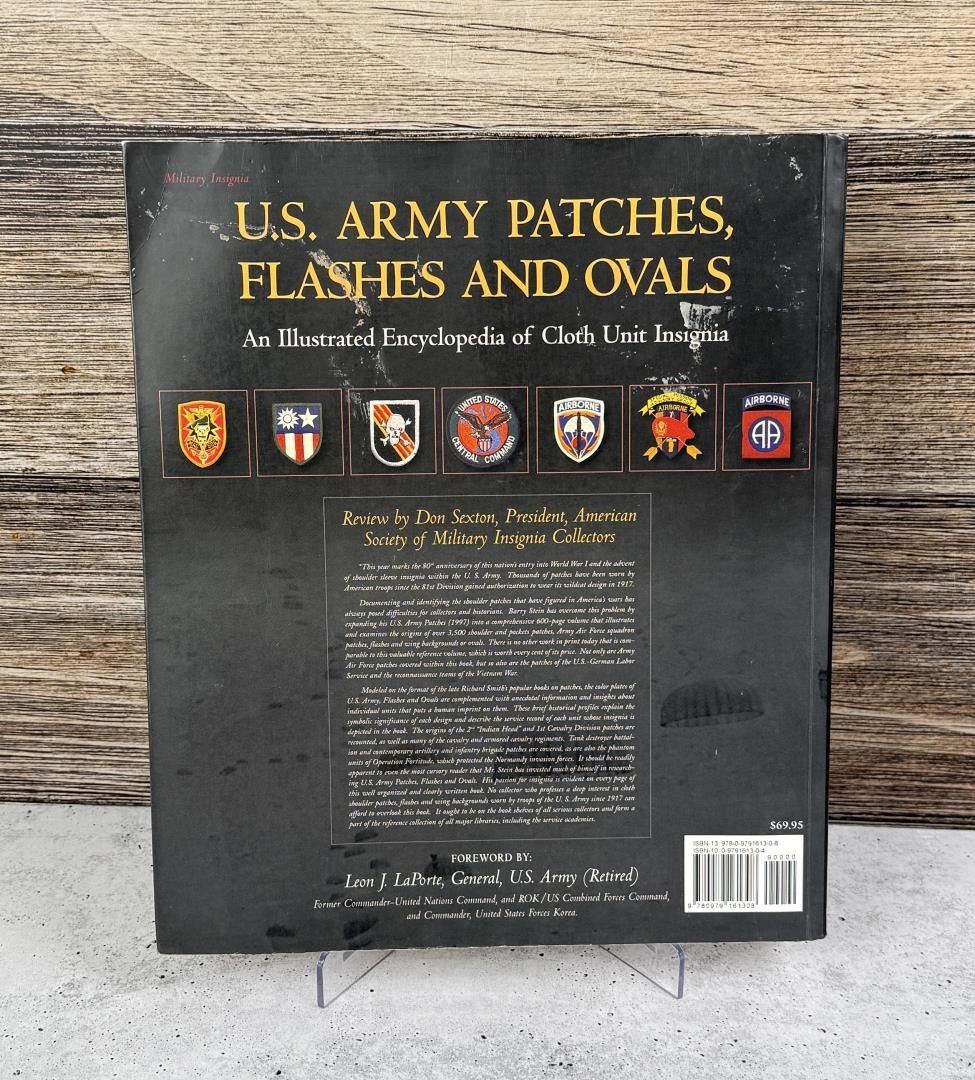 Military Insignia
U.S. ARMY PATCHES,
FLASHES AND OVALS
An Illustrated Encyclopedia of Cloth Unit Insignia
UNITED STATES
CENTRAL COMMAND
AIRBORNE
AIRBORNE
AIRBORNE
AA
Review by Don Sexton, President, American
Society of Military Insignia Collectors
"This year marks the 80th anniversary of this nation's entry into World War I and the advent
of shoulder sleeve insignia within the U. S. Army. Thousands of patches have been worn by
American troops since the 81st Division gained authorization to wear its wildcat design in 1917.
Documenting and identifying the shoulder patches that have figured in America's wars has
always posed difficulties for collectors and historians. Barry Stein has overcome this problem by
expanding his U.S. Army Patches (1997) into a comprehensive 600-page volume that illustrates
and examines the origins of over 3,500 shoulder and pockets patches, Army Air Force squadron
patches, flashes and wing backgrounds or ovals. There is no other work in print today that is com-
parable to this valuable reference volume, which is worth every cent of its price. Not only are Army
Air Force patches covered within this book, but so also are the patches of the U.S.-German Labor
Service and the reconnaissance teams of the Vietnam War.
Modeled on the format of the late Richard Smith's popular books on patches, the color plates of
U.S. Army, Flashes and Ovals are complemented with anecdotal information and insights about
individual units that puts a human imprint on them. These brief historical profiles explain the
symbolic significance of each design and describe the service record of each unit whose insignia is
depicted in the book. The origins of the 2nd "Indian Head" and 1st Cavalry Division patches are
recounted, as well as many of the cavalry and armored cavalry regiments. Tank destroyer battal-
ion and contemporary artillery and infantry brigade patches are covered, as are also the phantom
units of Operation Fortitude, which protected the Normandy invasion forces. It should be readily
apparent to even the most cursory reader that Mr. Stein has invested much of himself in research-
ing U.S. Army Patches, Flashes and Ovals. His passion for insignia is evident on every page of
this well organized and clearly written book. No collector who professes a deep interest in cloth
shoulder patches, flashes and wing backgrounds worn by troops of the U. S. Army since 1917 can
afford to overlook this book. It ought to be on the book shelves of all serious collectors and form a
part of the reference collection of all major libraries, including the service academies.
FOREWORD BY:
Leon J. LaPorte, General, U.S. Army (Retired)
Former Commander–United Nations Command, and ROK/US Combined Forces Command,
and Commander, United States Forces Korea.
$69.95
ISBN-13: 978-0-9791613-0-8
ISBN-10: 0-9791613-0-4
90000
9 780979 161308